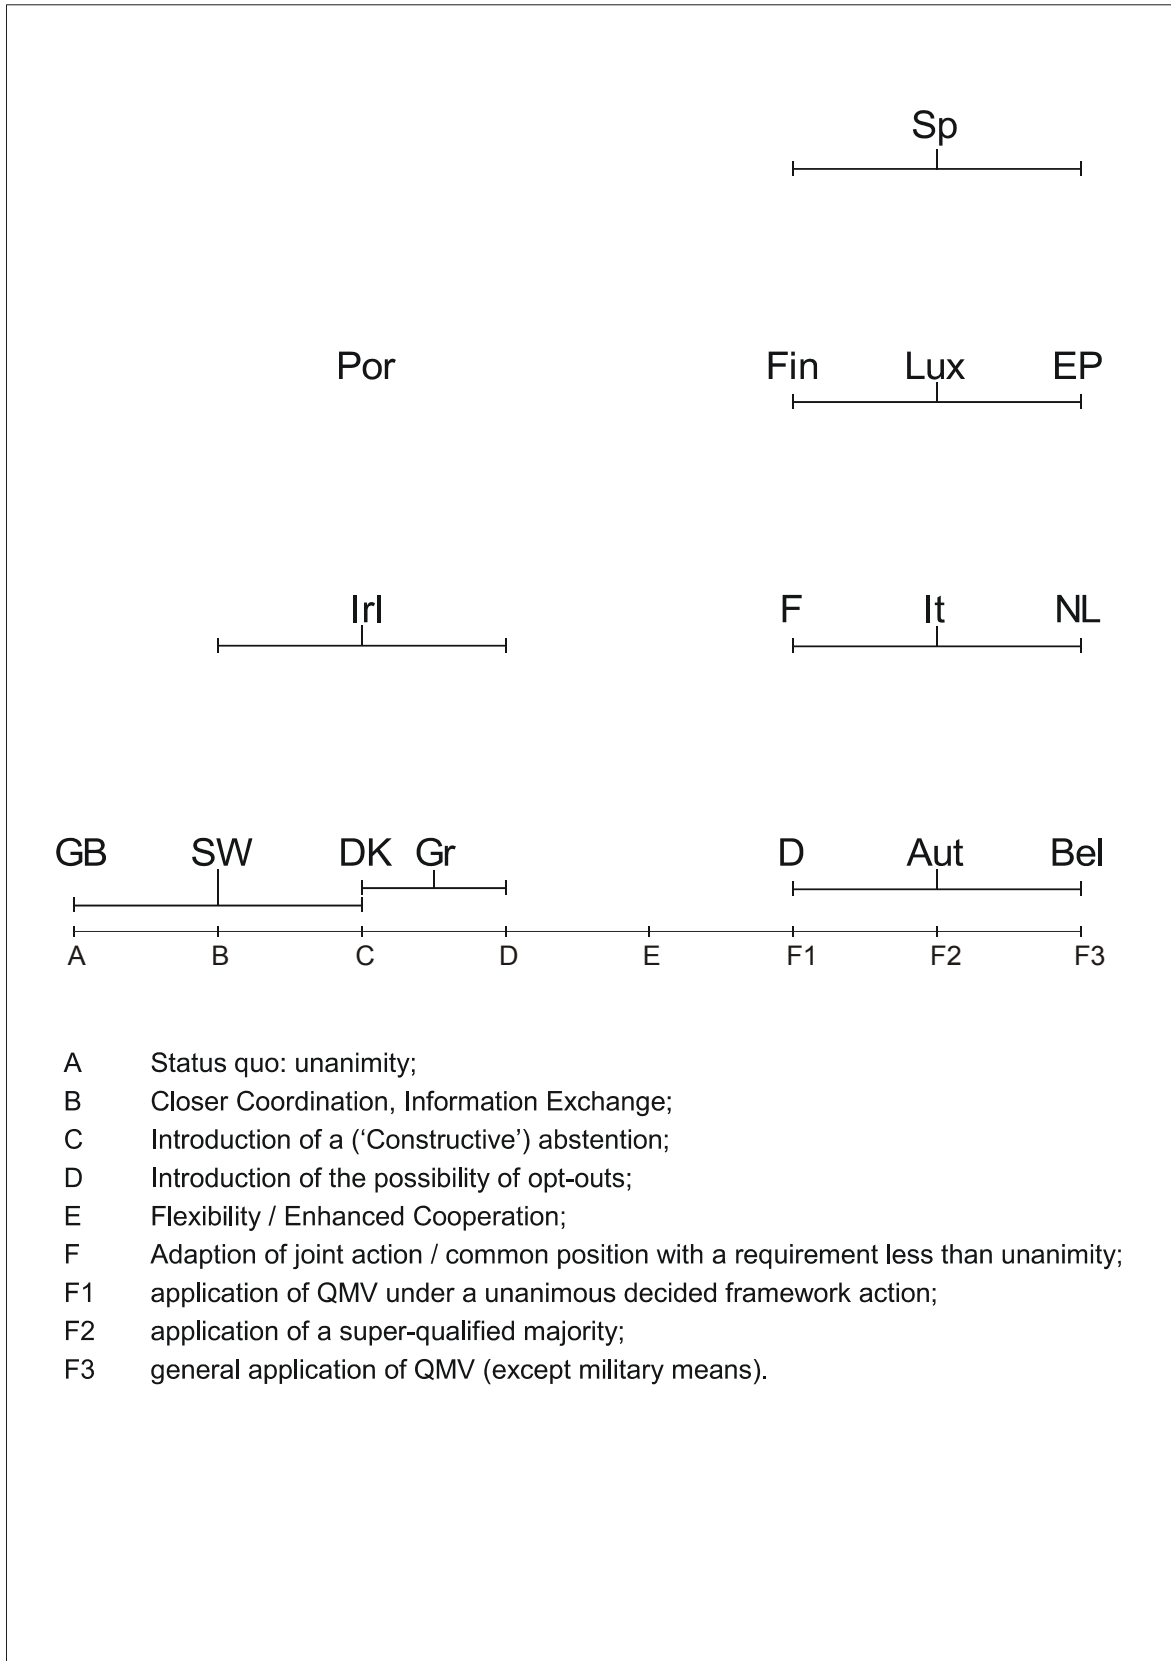 Sp
Por Fin Lux EP
Irl F It NL
GB SW DK Gr D Aut Bel
A B C D E F1 F2 F3
A Status quo: unanimity;
B Closer Coordination, Information Exchange;
C Introduction of a (‘Constructive’) abstention;
D Introduction of the possibility of opt-outs;
E Flexibility / Enhanced Cooperation;
F Adaption of joint action / common position with a requirement less than unanimity;
F1 application of QMV under a unanimous decided framework action;
F2 application of a super-qualified majority;
F3 general application of QMV (except military means).